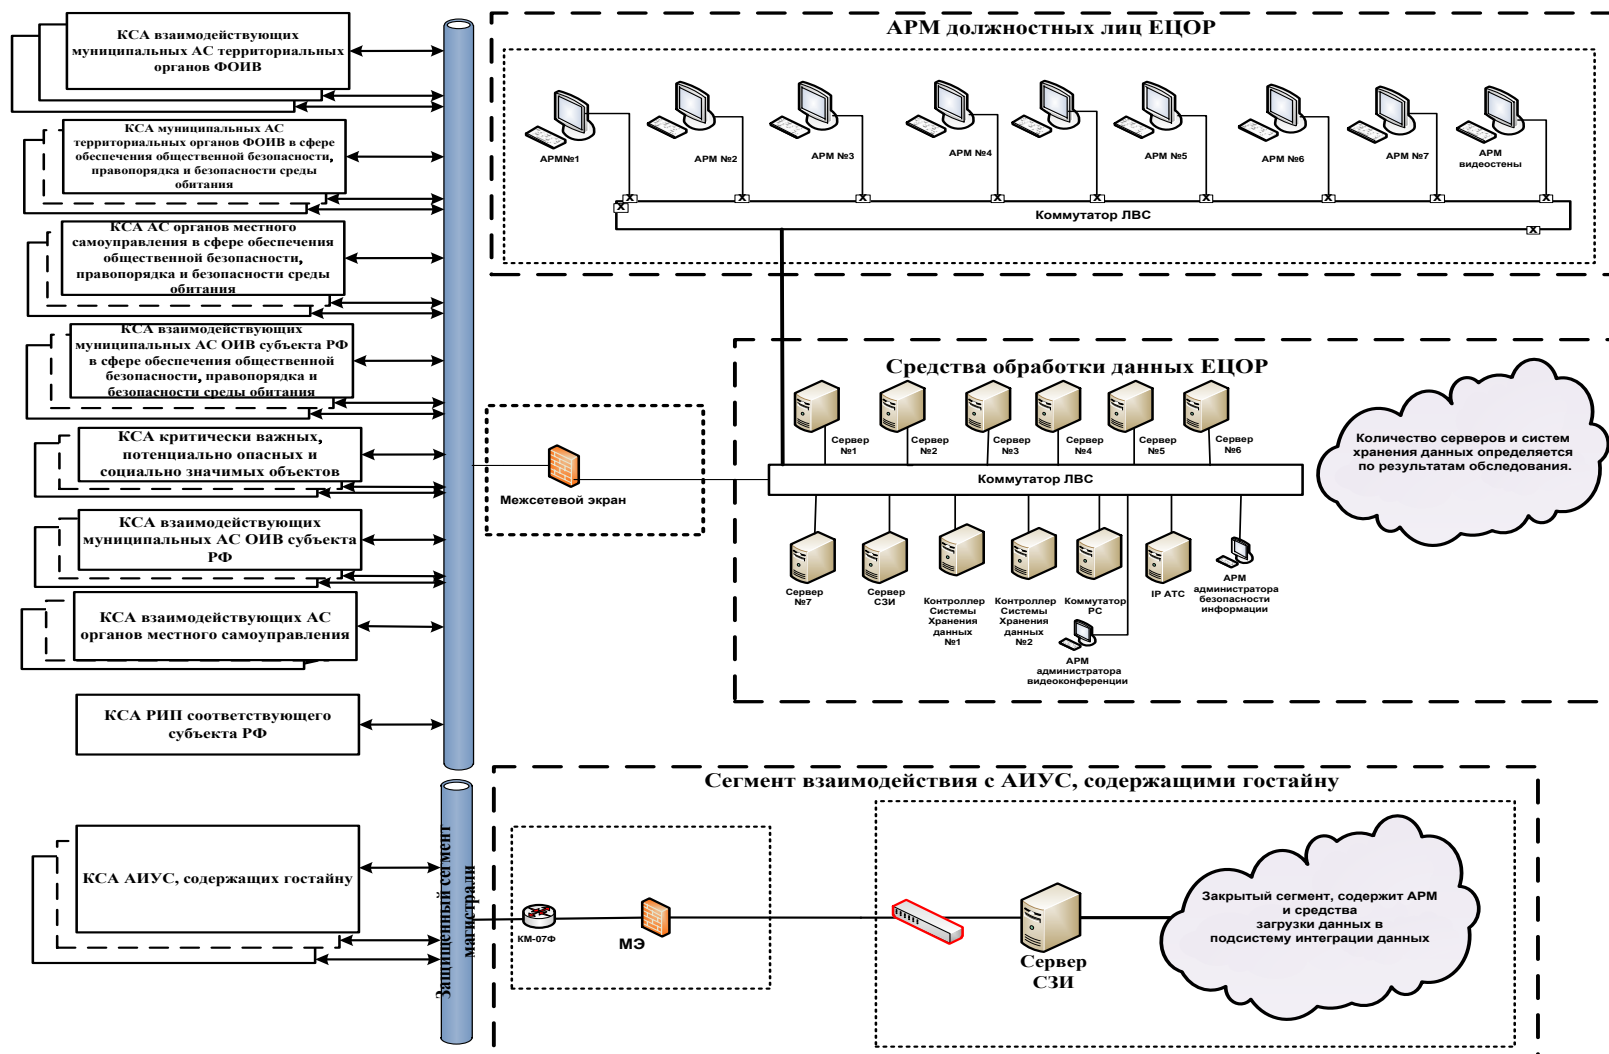 КСА взаимодействующих
муниципальных АС территориальных
органов ФОИВ
КСА муниципальных АС
территориальных органов ФОИВ в сфере
обеспечения общественной безопасности,
правопорядка и безопасности среды
обитания
КСА АС органов местного
самоуправления в сфере обеспечения
общественной безопасности,
правопорядка и безопасности среды
обитания
КСА взаимодействующих
муниципальных АС ОИВ субъекта РФ
в сфере обеспечения общественной
безопасности, правопорядка и
безопасности среды обитания
КСА критически важных,
потенциально опасных и
социально значимых объектов
КСА взаимодействующих
муниципальных АС ОИВ субъекта
РФ
КСА взаимодействующих АС
органов местного самоуправления
КСА РИП соответствующего
субъекта РФ
КСА АИУС, содержащих гостайну
Защищенный сегмент
магистрали
АРМ должностных лиц ЕЦОР
АРМ№1
АРМ №2
АРМ №3
АРМ №4
АРМ №5
АРМ №6
АРМ №7
АРМ
видеостены
X
X
X
X
X
X
X
X
X
X
Коммутатор ЛВС
X
Средства обработки данных ЕЦОР
Сервер
№1
Сервер
№2
Сервер
№3
Сервер
№4
Сервер
№5
Сервер
№6
Коммутатор ЛВС
Количество серверов и систем
хранения данных определяется
по результатам обследования.
Межсетевой экран
Сервер
№7
Сервер
СЗИ
Контроллер
Системы
Хранения
данных
№1
Контроллер
Системы
Хранения
данных
№2
Коммутатор
РС
IP АТС
АРМ
администратора
безопасности
информации
АРМ
администратора
видеоконференции
Сегмент взаимодействия с АИУС, содержащими гостайну
КМ-07Ф
МЭ
Сервер
СЗИ
Закрытый сегмент, содержит АРМ
и средства
загрузки данных в
подсистему интеграции данных